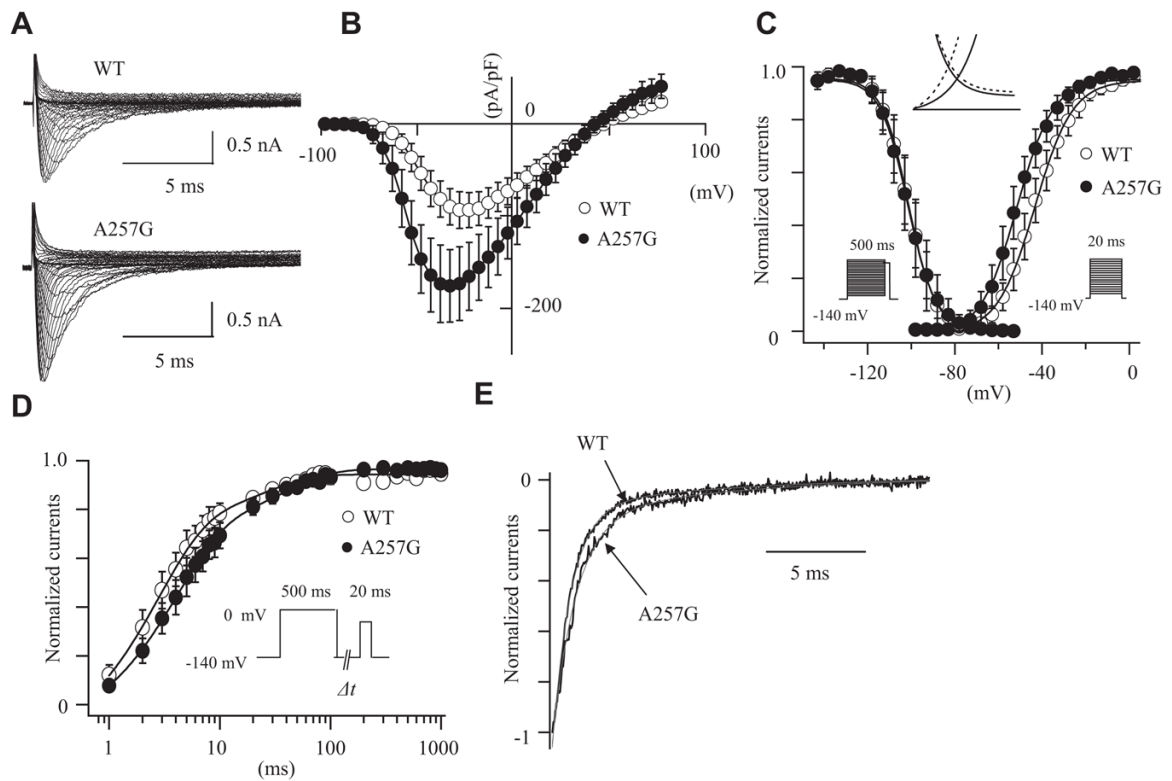 A
WT
0.5 nA
5 ms
A257G
0.5 nA
5 ms
B
(pA/pF)
0
-100
100
(mV)
WT
A257G
-200
C
1.0
Normalized currents
WT
A257G
500 ms
20 ms
-140 mV
-140 mV
0
-120
-80
-40
0
(mV)
D
1.0
Normalized currents
WT
A257G
500 ms
20 ms
0 mV
-140 mV
Δt
0
1
10
100
1000
(ms)
E
WT
0
Normalized currents
5 ms
A257G
-1